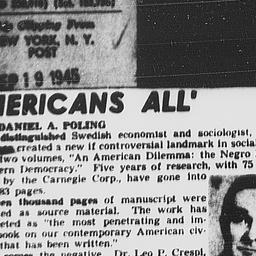 Clipping From
NEW YORK, N. Y.
POST
SEP 19 1945
ERICANS ALL'
DANIEL A. POLING
distinguished Swedish economist and sociologist,
created a new if controversial landmark in social
two volumes, "An American Dilemma: the Negro
ern Democracy." Five years of research, with 75
by the Carnegie Corp., have gone into
83 pages.
en thousand pages of manuscript were
ed as source material. The work has
eted as "the most penetrating and im-
book on our contemporary American civ-
that has been written."
the negative. Dr. Leo P. Crespi,